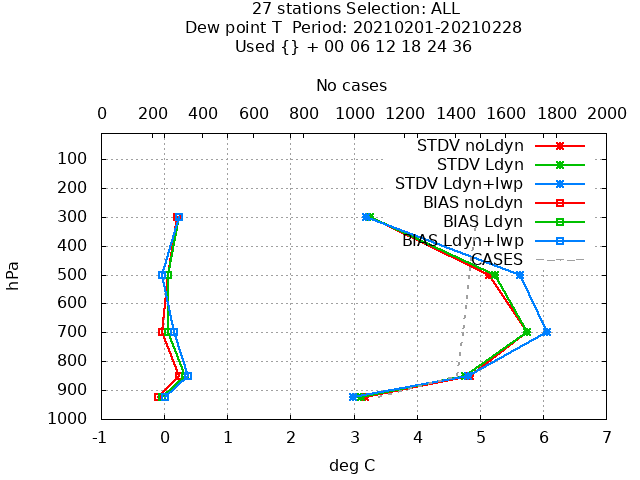 27 stations Selection: ALL
Dew point T  Period: 20210201-20210228
Used {} + 00 06 12 18 24 36
No cases
0 200 400 600 800 1000 1200 1400 1600 1800 2000
STDV noLdyn
STDV Ldyn
STDV Ldyn+lwp
BIAS noLdyn
BIAS Ldyn
BIAS Ldyn+lwp
CASES
hPa
100
200
300
400
500
600
700
800
900
1000
-1 0 1 2 3 4 5 6 7
deg C